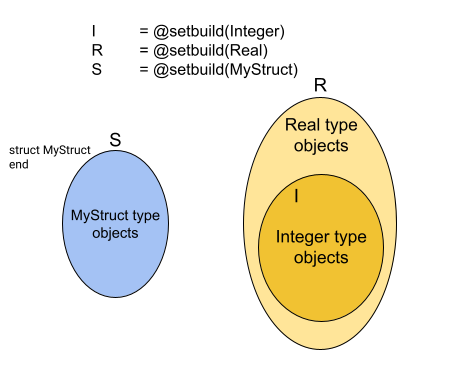 I = @setbuild(Integer)
R = @setbuild(Real)
S = @setbuild(MyStruct)
R
Real type
objects
struct MyStruct
end
S
MyStruct type
objects
I
Integer type
objects